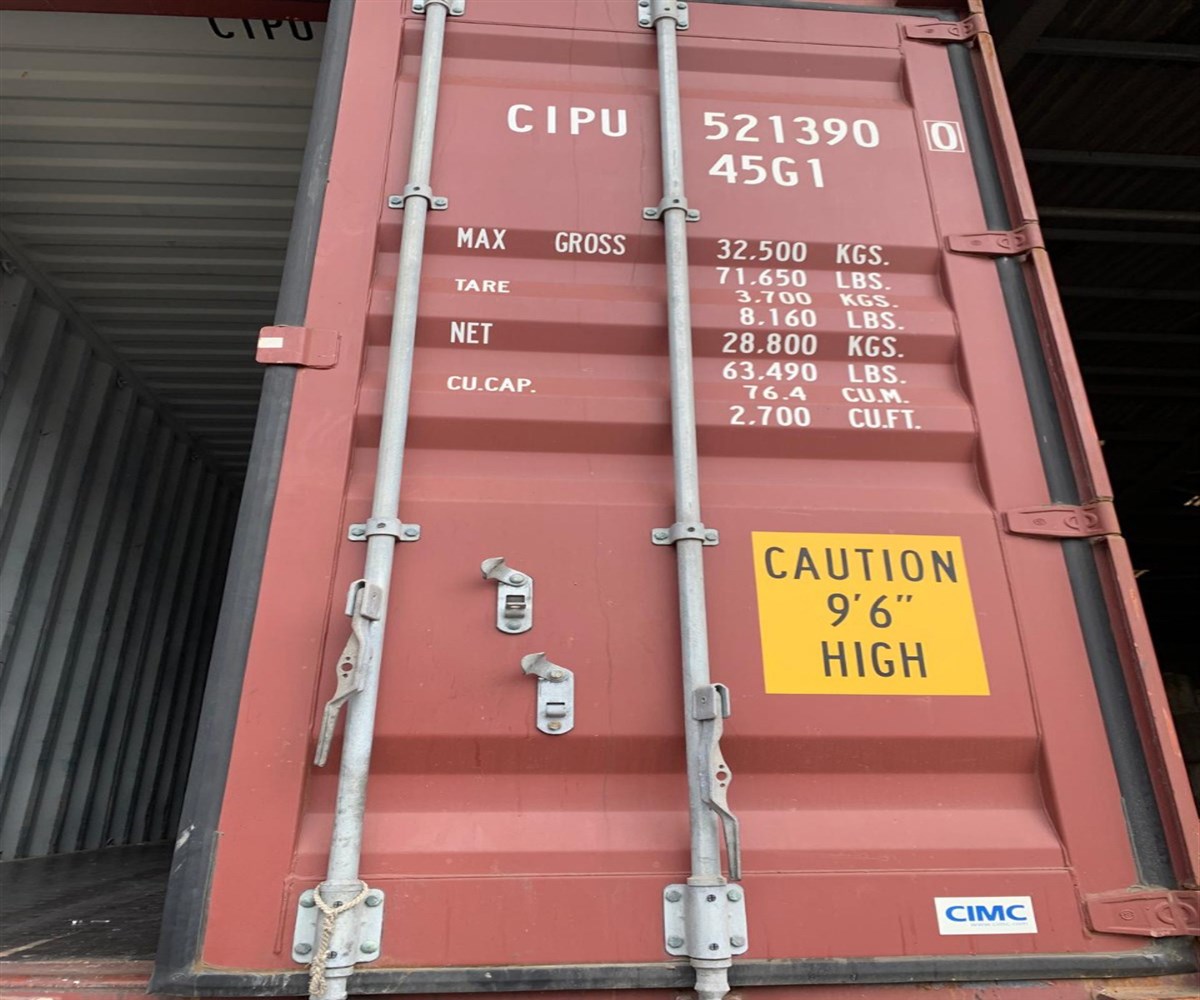 CIPU
CIPU 521390 0
45G1
MAX GROSS 32,500 KGS.
71,650 LBS.
TARE 3,700 KGS.
8,160 LBS.
NET 28,800 KGS.
63,490 LBS.
CU.CAP. 76.4 CU.M.
2,700 CU.FT.
CAUTION
9'6"
HIGH
CIMC